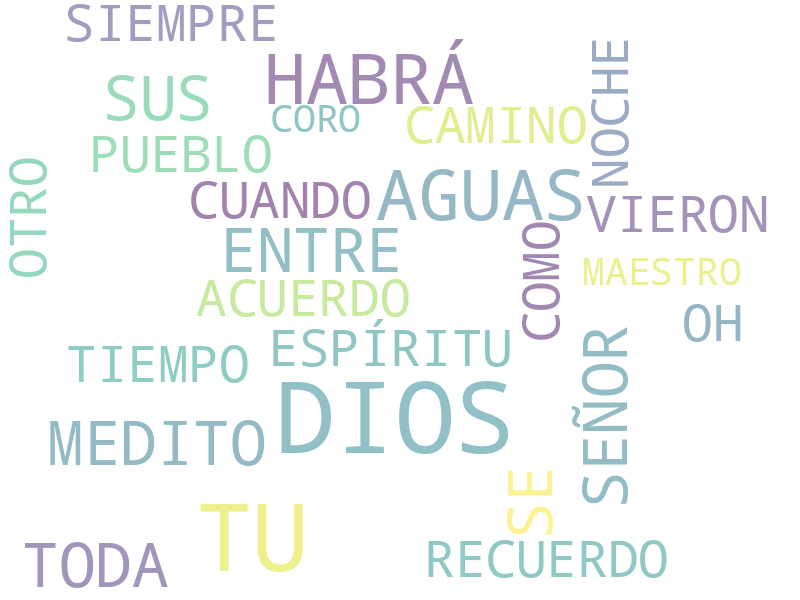 SIEMPRE
HABRÁ
NOCHE
SUS
CORO
CAMINO
PUEBLO
OTRO
CUANDO
AGUAS
VIERON
ENTRE
COMO
MAESTRO
ACUERDO
OH
ESPÍRITU
TIEMPO
SEÑOR
DIOS
MEDITO
SE
TU
TODA
RECUERDO